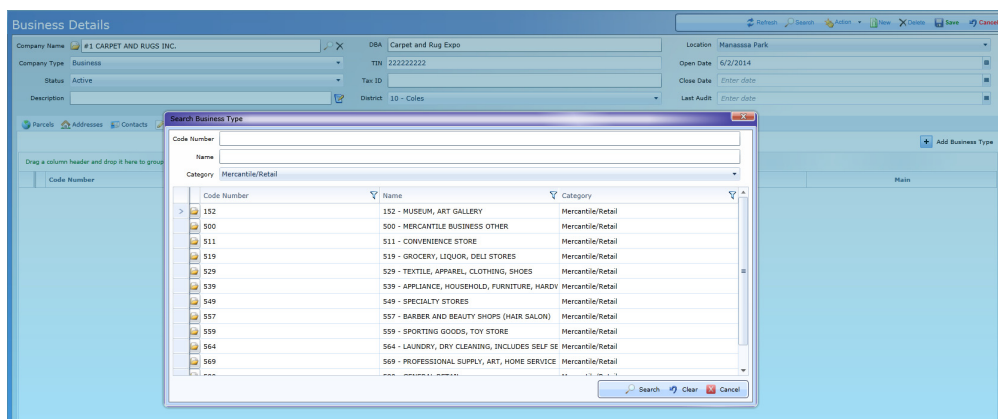 Business Details
Refresh Search Action New Delete Save Cancel
Company Name #1 CARPET AND RUGS INC. DBA Carpet and Rug Expo Location Manasssa Park
Company Type Business TIN 222222222 Open Date 6/2/2014
Status Active Tax ID Close Date Enter date
Description District 10 - Coles Last Audit Enter date
Parcels Addresses Contacts
Search Business Type
Add Business Type
Drag a column header and drop it here to group
Code Number Main
Code Number
Name
Category Mercantile/Retail
Code Number Name Category
152 152 - MUSEUM, ART GALLERY Mercantile/Retail
500 500 - MERCANTILE BUSINESS OTHER Mercantile/Retail
511 511 - CONVENIENCE STORE Mercantile/Retail
519 519 - GROCERY, LIQUOR, DELI STORES Mercantile/Retail
529 529 - TEXTILE, APPAREL, CLOTHING, SHOES Mercantile/Retail
539 539 - APPLIANCE, HOUSEHOLD, FURNITURE, HARDW Mercantile/Retail
549 549 - SPECIALTY STORES Mercantile/Retail
557 557 - BARBER AND BEAUTY SHOPS (HAIR SALON) Mercantile/Retail
559 559 - SPORTING GOODS, TOY STORE Mercantile/Retail
564 564 - LAUNDRY, DRY CLEANING, INCLUDES SELF SE Mercantile/Retail
569 569 - PROFESSIONAL SUPPLY, ART, HOME SERVICE Mercantile/Retail
Search Clear Cancel